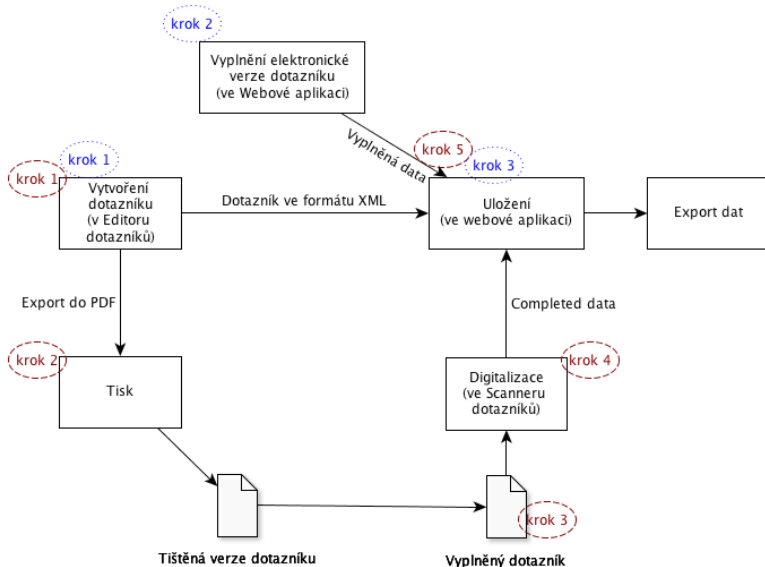 krok 2
Vyplnění elektronické
verze dotazníku
(ve Webové aplikaci)
Vyplněná data
krok 5
krok 1
krok 3
krok 1
Vytvoření
dotazníku
(v Editoru
dotazníků)
Dotazník ve formátu XML
Uložení
(ve webové aplikaci)
Export dat
Export do PDF
Completed data
krok 2
Tisk
krok 4
Digitalizace
(ve Scanneru
dotazníků)
krok 3
Tištěná verze dotazníku
Vyplněný dotazník